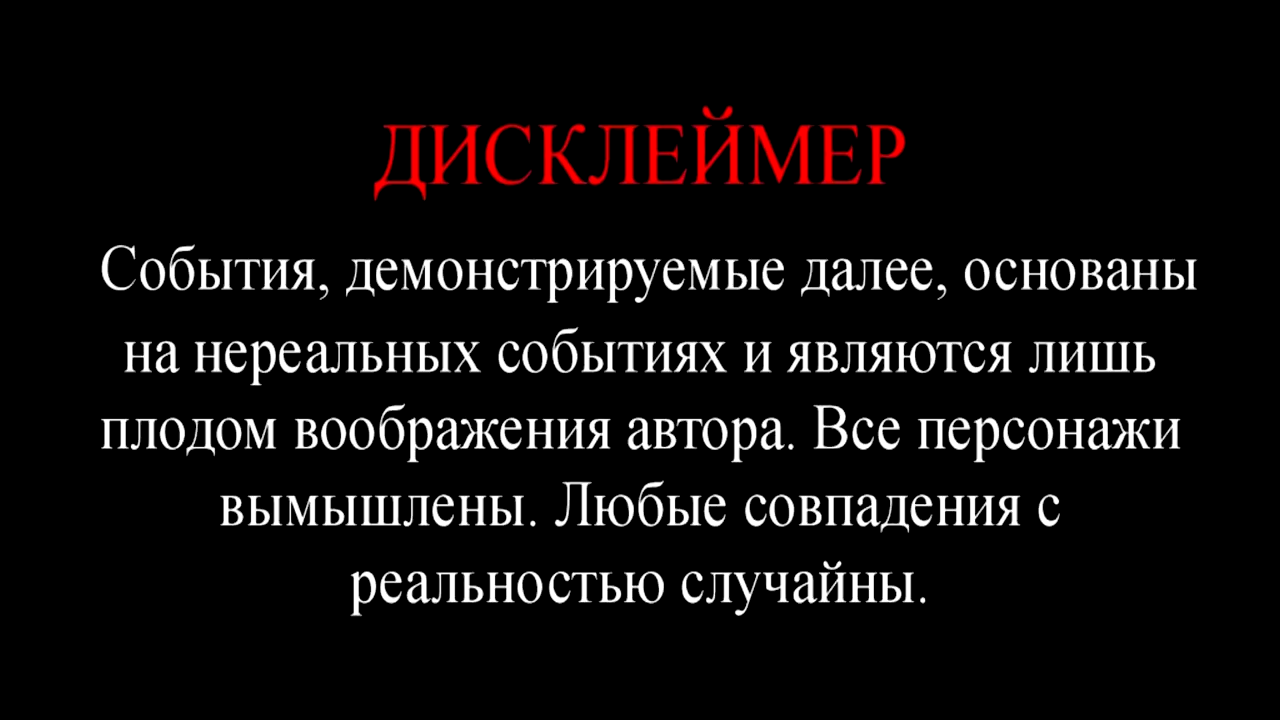 ДИСКЛЕЙМЕР
События, демонстрируемые далее, основаны
на нереальных событиях и являются лишь
плодом воображения автора. Все персонажи
вымышлены. Любые совпадения с
реальностью случайны.